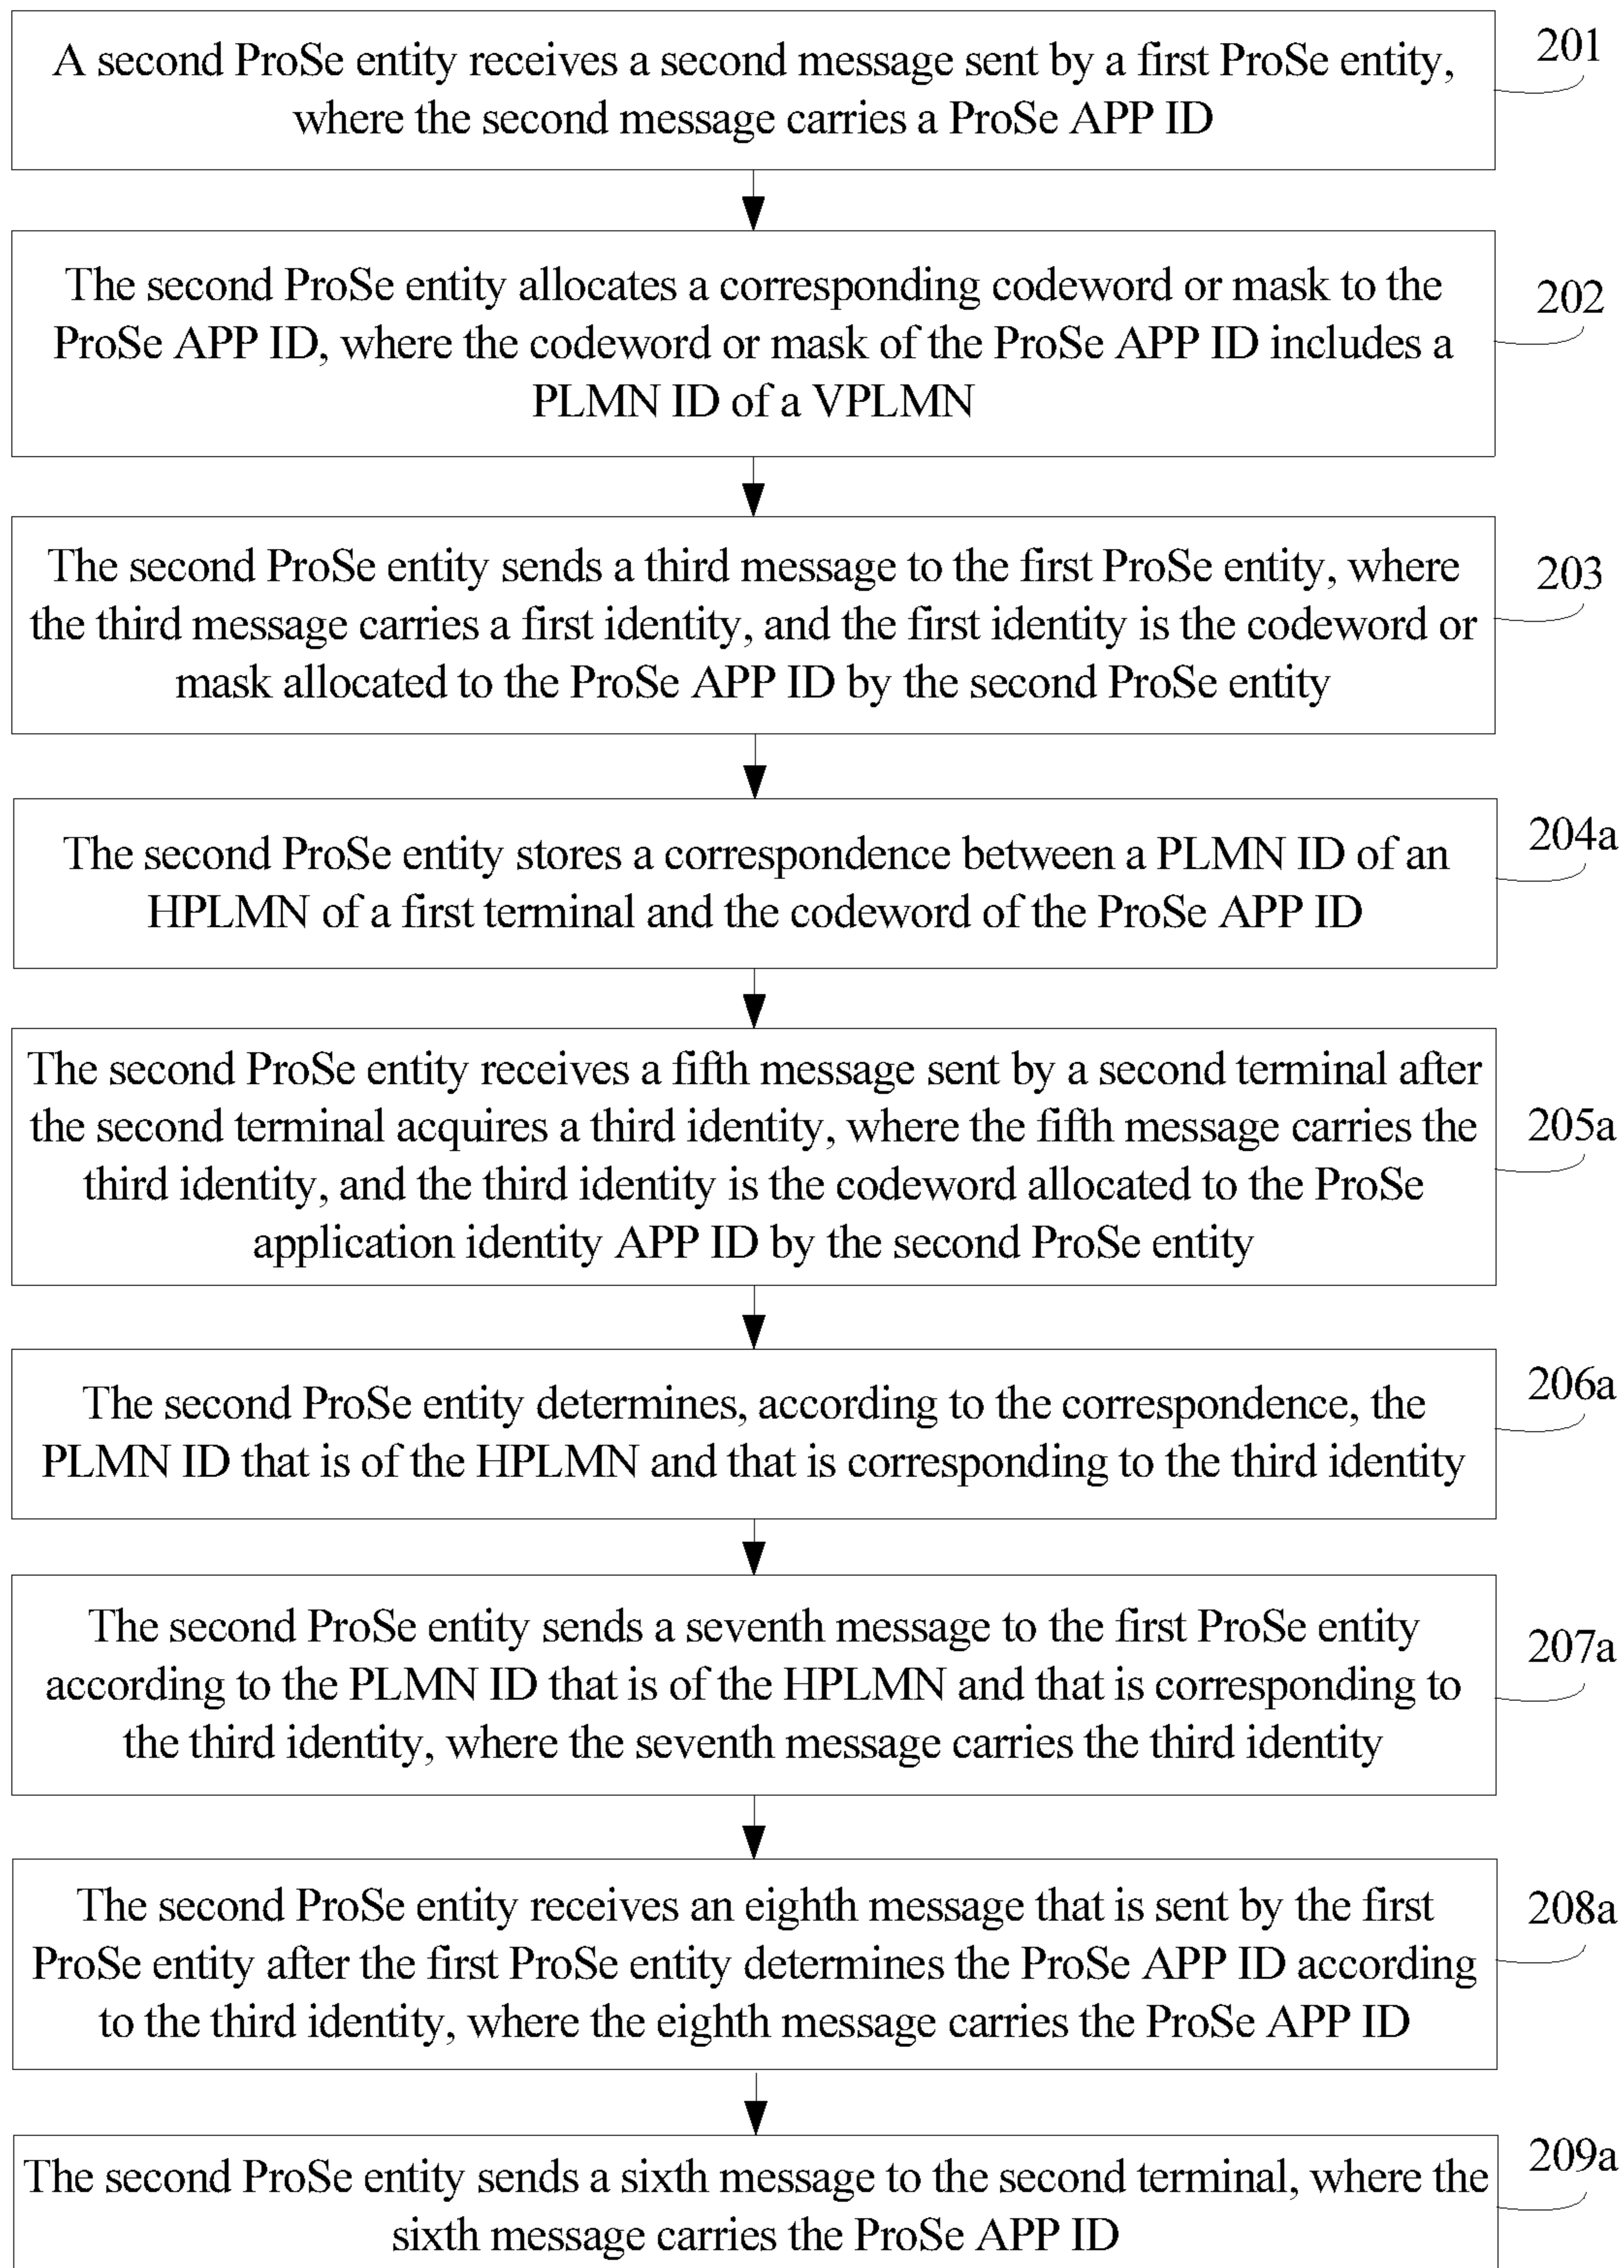 A second ProSe entity receives a second message sent by a first ProSe entity,
where the second message carries a ProSe APP ID
201
The second ProSe entity allocates a corresponding codeword or mask to the
ProSe APP ID, where the codeword or mask of the ProSe APP ID includes a
PLMN ID of a VPLMN
202
The second ProSe entity sends a third message to the first ProSe entity, where
the third message carries a first identity, and the first identity is the codeword or
mask allocated to the ProSe APP ID by the second ProSe entity
203
The second ProSe entity stores a correspondence between a PLMN ID of an
HPLMN of a first terminal and the codeword of the ProSe APP ID
204a
The second ProSe entity receives a fifth message sent by a second terminal after
the second terminal acquires a third identity, where the fifth message carries the
third identity, and the third identity is the codeword allocated to the ProSe
application identity APP ID by the second ProSe entity
205a
The second ProSe entity determines, according to the correspondence, the
PLMN ID that is of the HPLMN and that is corresponding to the third identity
206a
The second ProSe entity sends a seventh message to the first ProSe entity
according to the PLMN ID that is of the HPLMN and that is corresponding to
the third identity, where the seventh message carries the third identity
207a
The second ProSe entity receives an eighth message that is sent by the first
ProSe entity after the first ProSe entity determines the ProSe APP ID according
to the third identity, where the eighth message carries the ProSe APP ID
208a
The second ProSe entity sends a sixth message to the second terminal, where the
sixth message carries the ProSe APP ID
209a